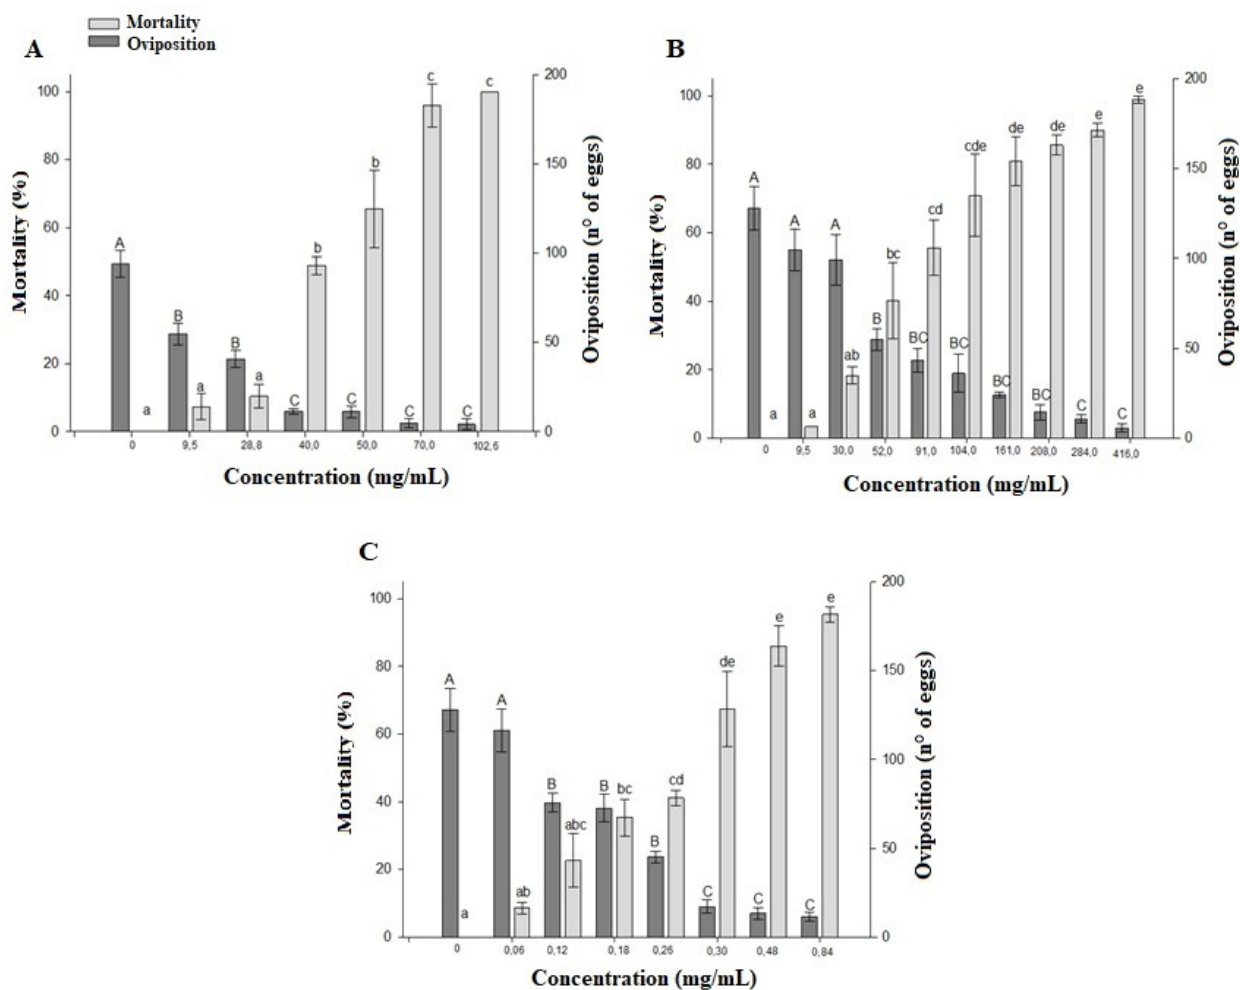 Mortality
Oviposition
A
Mortality (%)
100
80
60
40
20
0
A
B
a
B
a
a
C
b
C
b
C
c
C
c
200
150
100
50
0
Oviposition (n° of eggs)
0 9,5 28,8 40,0 50,0 70,0 102,6
Concentration (mg/mL)
B
Mortality (%)
100
80
60
40
20
0
A
a
A
a
A
ab
B
bc
BC
cd
BC
cde
BC
de
BC
de
C
e
C
e
200
150
100
50
0
Oviposition (n° of eggs)
0 9,5 30,0 52,0 91,0 104,0 161,0 208,0 284,0 416,0
Concentration (mg/mL)
C
Mortality (%)
100
80
60
40
20
0
A
a
A
ab
B
abc
B
bc
B
cd
C
de
C
e
C
e
200
150
100
50
0
Oviposition (n° of eggs)
0 0,06 0,12 0,18 0,26 0,30 0,48 0,84
Concentration (mg/mL)